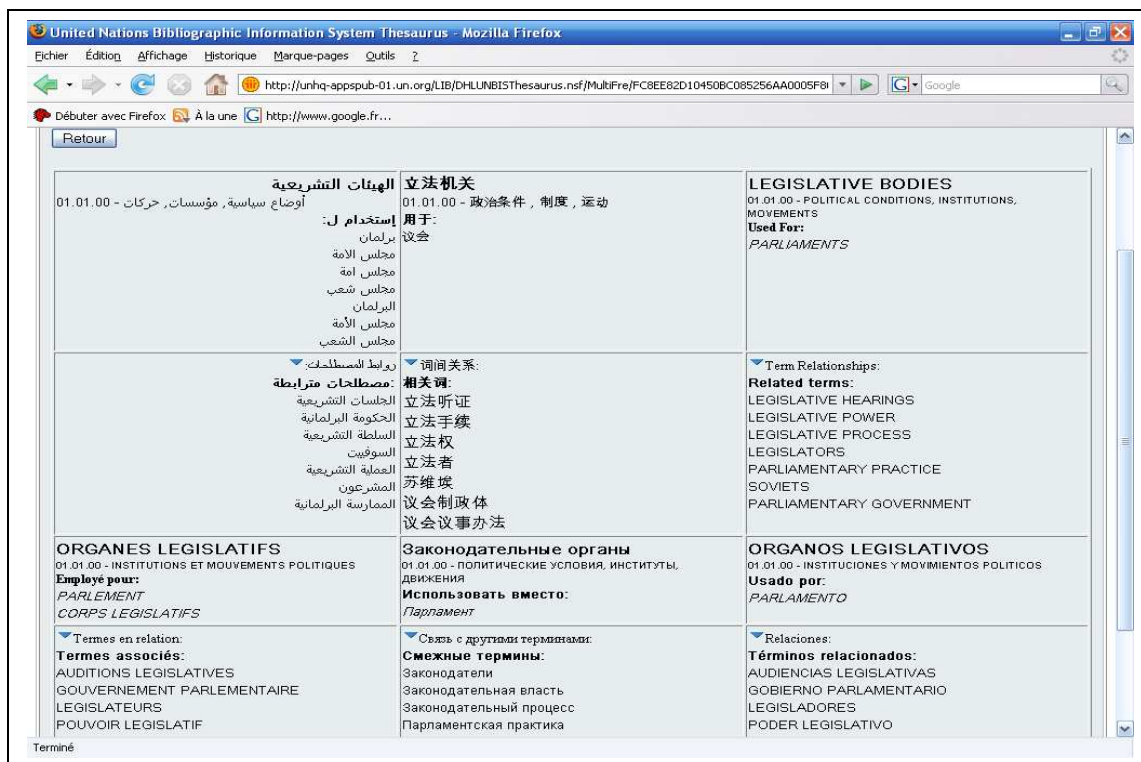 United Nations Bibliographic Information System Thesaurus - Mozilla Firefox
Fichier Édition Affichage Historique Marque-pages Outils ?
http://unhq-appspub-01.un.org/LIB/DHLUNBISThesaurus.nsf/MultiFre/FC8EE82D10450BC085256AA0005F8 Google
Débuter avec Firefox À la une http://www.google.fr...
Retour
الهيئات التشريعية
01.01.00 - أوضاع سياسية, مؤسسات, حركات
إستخدام ل:
برلمان
مجلس الامة
مجلس امة
مجلس شعب
البرلمان
مجلس الأمة
مجلس الشعب
立法机关
01.01.00 - 政治条件 , 制度 , 运动
用于:
议会
LEGISLATIVE BODIES
01.01.00 - POLITICAL CONDITIONS, INSTITUTIONS,
MOVEMENTS
Used For:
PARLIAMENTS
روابط المصطلحات:
مصطلحات مترابطة:
الجلسات التشريعية
الحكومة البرلمانية
السلطة التشريعية
السوفييت
العملية التشريعية
المشرعون
الممارسة البرلمانية
词间关系:
相关词:
立法听证
立法手续
立法权
立法者
苏维埃
议会制政体
议会议事办法
Term Relationships:
Related terms:
LEGISLATIVE HEARINGS
LEGISLATIVE POWER
LEGISLATIVE PROCESS
LEGISLATORS
PARLIAMENTARY PRACTICE
SOVIETS
PARLIAMENTARY GOVERNMENT
ORGANES LEGISLATIFS
01.01.00 - INSTITUTIONS ET MOUVEMENTS POLITIQUES
Employé pour:
PARLEMENT
CORPS LEGISLATIFS
Законодательные органы
01.01.00 - ПОЛИТИЧЕСКИЕ УСЛОВИЯ, ИНСТИТУТЫ,
ДВИЖЕНИЯ
Использовать вместо:
Парламент
ORGANOS LEGISLATIVOS
01.01.00 - INSTITUCIONES Y MOVIMIENTOS POLITICOS
Usado por:
PARLAMENTO
Termes en relation:
Termes associés:
AUDITIONS LEGISLATIVES
GOUVERNEMENT PARLEMENTAIRE
LEGISLATEURS
POUVOIR LEGISLATIF
Связь с другими терминами:
Смежные термины:
Законодатели
Законодательная власть
Законодательный процесс
Парламентская практика
Relaciones:
Términos relacionados:
AUDIENCIAS LEGISLATIVAS
GOBIERNO PARLAMENTARIO
LEGISLADORES
PODER LEGISLATIVO
Terminé